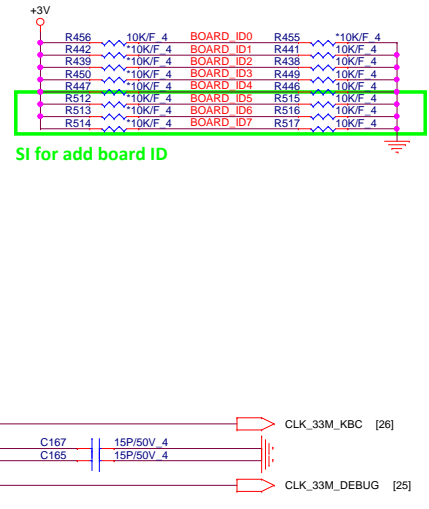 +3V
R456 10K/F_4 BOARD_ID0 R455 *10K/F_4
R442 *10K/F_4 BOARD_ID1 R441 10K/F_4
R439 *10K/F_4 BOARD_ID2 R438 10K/F_4
R450 *10K/F_4 BOARD_ID3 R449 10K/F_4
R447 *10K/F_4 BOARD_ID4 R446 10K/F_4
R512 *10K/F_4 BOARD_ID5 R515 10K/F_4
R513 *10K/F_4 BOARD_ID6 R516 10K/F_4
R514 *10K/F_4 BOARD_ID7 R517 10K/F_4
SI for add board ID
CLK_33M_KBC [26]
C167 15P/50V_4
C165 15P/50V_4
CLK_33M_DEBUG [25]